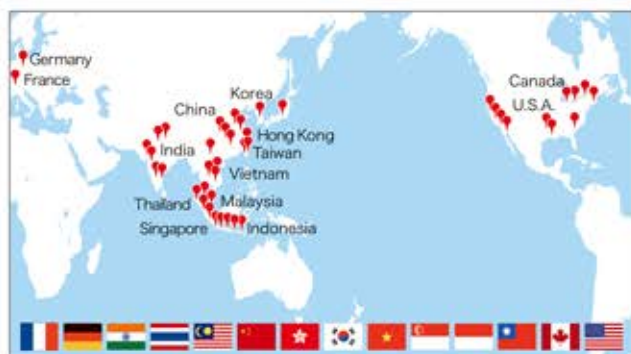 Germany
France
Korea
China
Hong Kong
India
Taiwan
Vietnam
Thailand
Malaysia
Singapore
Indonesia
Canada
U.S.A.